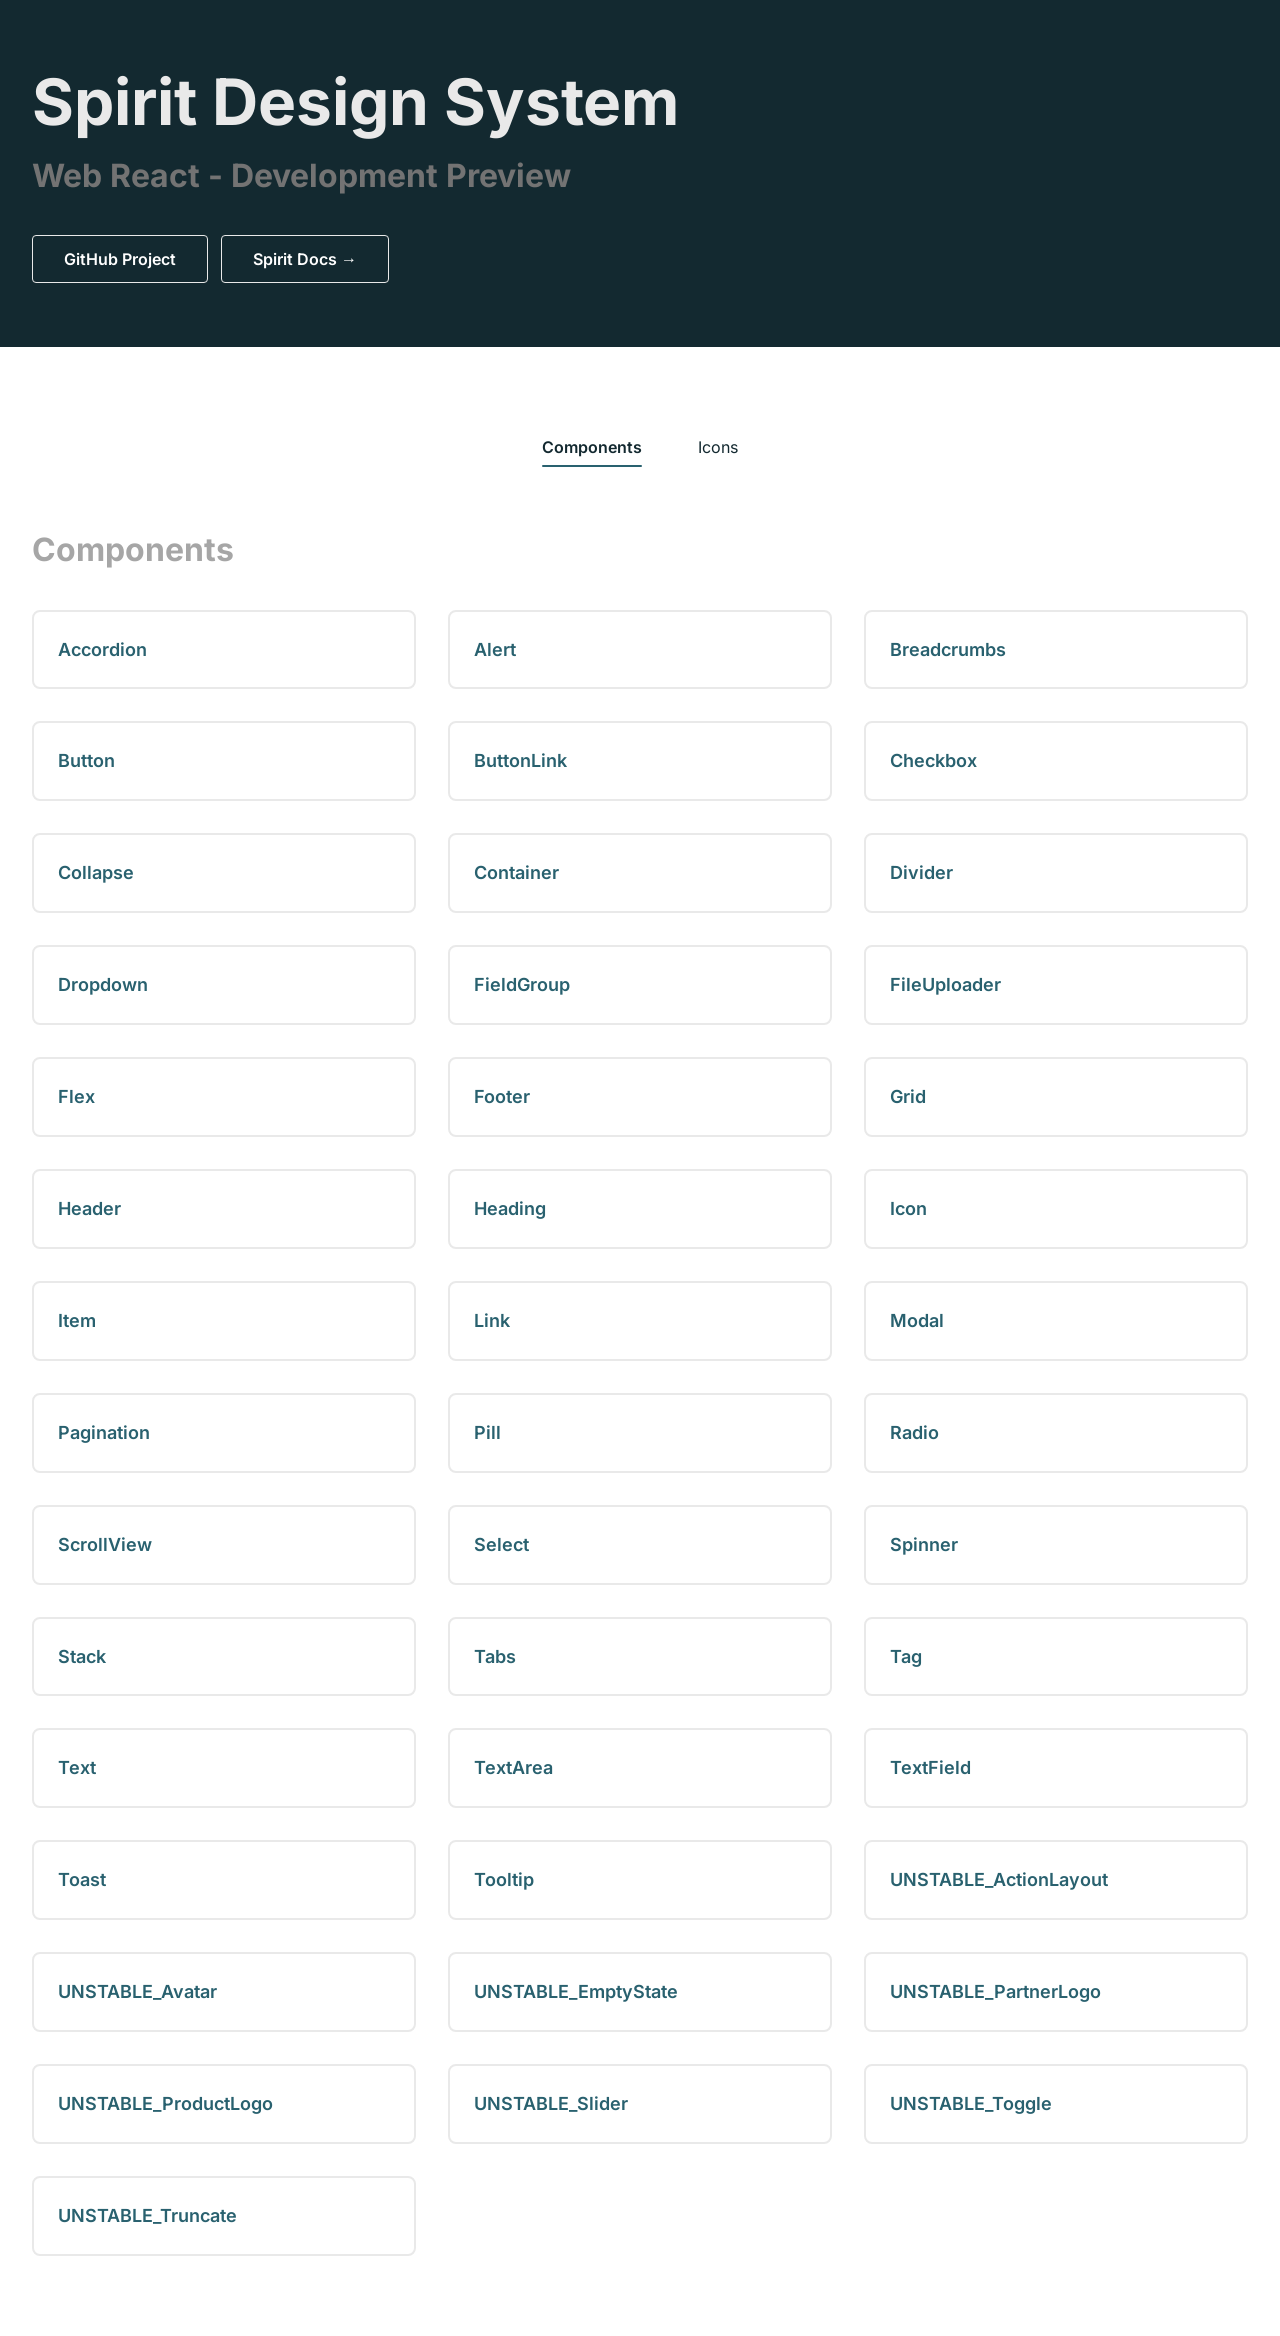 Spirit Design System
Web React - Development Preview
GitHub Project
Spirit Docs →
Components
Icons
Components
Accordion
Alert
Breadcrumbs
Button
ButtonLink
Checkbox
Collapse
Container
Divider
Dropdown
FieldGroup
FileUploader
Flex
Footer
Grid
Header
Heading
Icon
Item
Link
Modal
Pagination
Pill
Radio
ScrollView
Select
Spinner
Stack
Tabs
Tag
Text
TextArea
TextField
Toast
Tooltip
UNSTABLE_ActionLayout
UNSTABLE_Avatar
UNSTABLE_EmptyState
UNSTABLE_PartnerLogo
UNSTABLE_ProductLogo
UNSTABLE_Slider
UNSTABLE_Toggle
UNSTABLE_Truncate